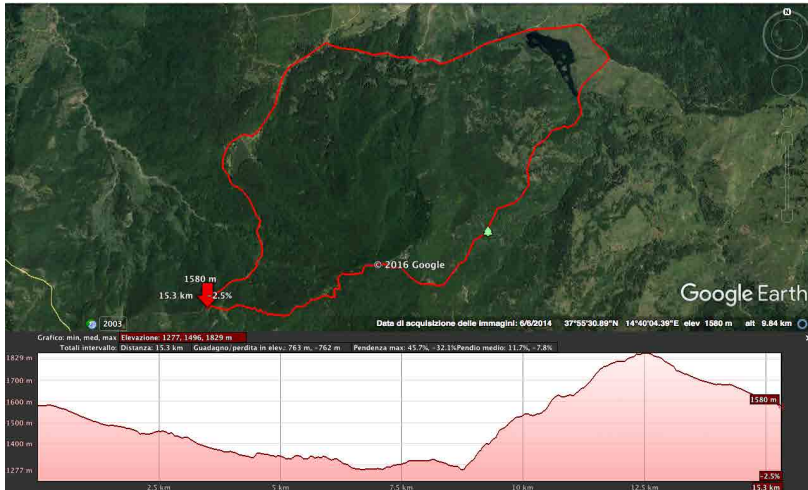 N
1580 m
15.3 km -2.5%
© 2016 Google
Google Earth
2003
Data di acquisizione delle immagini: 6/6/2014 37°55'30.89"N 14°40'04.39"E elev 1580 m alt 9.84 km
Grafico: min, med, max Elevazione: 1277, 1496, 1829 m
Totali intervallo: Distanza: 15.3 km Guadagno/perdita in elev.: 763 m, -762 m Pendenza max: 45.7%, -32.1% Pendio medio: 11.7%, -7.8%
1829 m
1700 m
1600 m
1500 m
1400 m
1277 m
1580 m
-2.5%
2.5 km 5 km 7.5 km 10 km 12.5 km 15.3 km